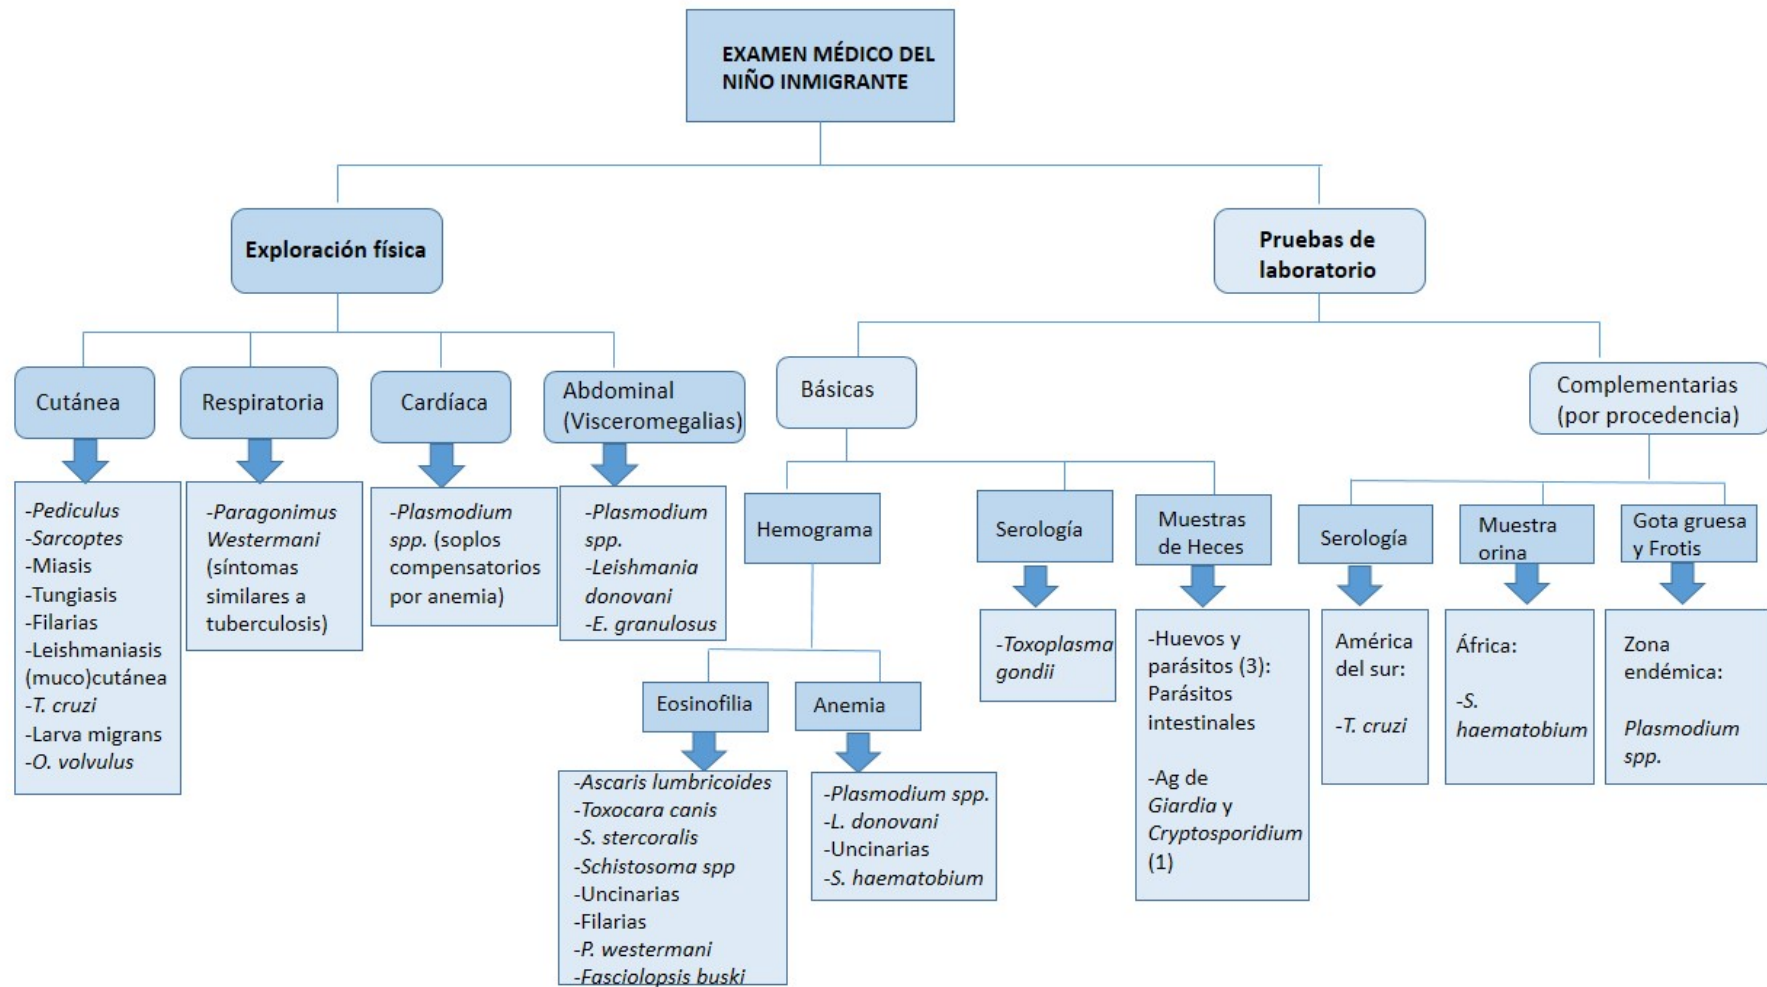 EXAMEN MÉDICO DEL
NIÑO INMIGRANTE
Exploración física
Pruebas de
laboratorio
Cutánea
Respiratoria
Cardíaca
Abdominal
(Visceromegalias)
Básicas
Complementarias
(por procedencia)
-Pediculus
-Sarcoptes
-Miasis
-Tungiasis
-Filarias
-Leishmaniasis
(muco)cutánea
-T. cruzi
-Larva migrans
-O. volvulus
-Paragonimus
Westermani
(síntomas
similares a
tuberculosis)
-Plasmodium
spp. (soplos
compensatorios
por anemia)
-Plasmodium
spp.
-Leishmania
donovani
-E. granulosus
Hemograma
Serología
Muestras
de Heces
Serología
Muestra
orina
Gota gruesa
y Frotis
Eosinofilia
Anemia
-Ascaris lumbricoides
-Toxocara canis
-S. stercoralis
-Schistosoma spp
-Uncinarias
-Filarias
-P. westermani
-Fasciolopsis buski
-Plasmodium spp.
-L. donovani
-Uncinarias
-S. haematobium
-Toxoplasma
gondii
-Huevos y
parásitos (3):
Parásitos
intestinales
-Ag de
Giardia y
Cryptosporidium
(1)
América
del sur:
-T. cruzi
África:
-S.
haematobium
Zona
endémica:
Plasmodium
spp.